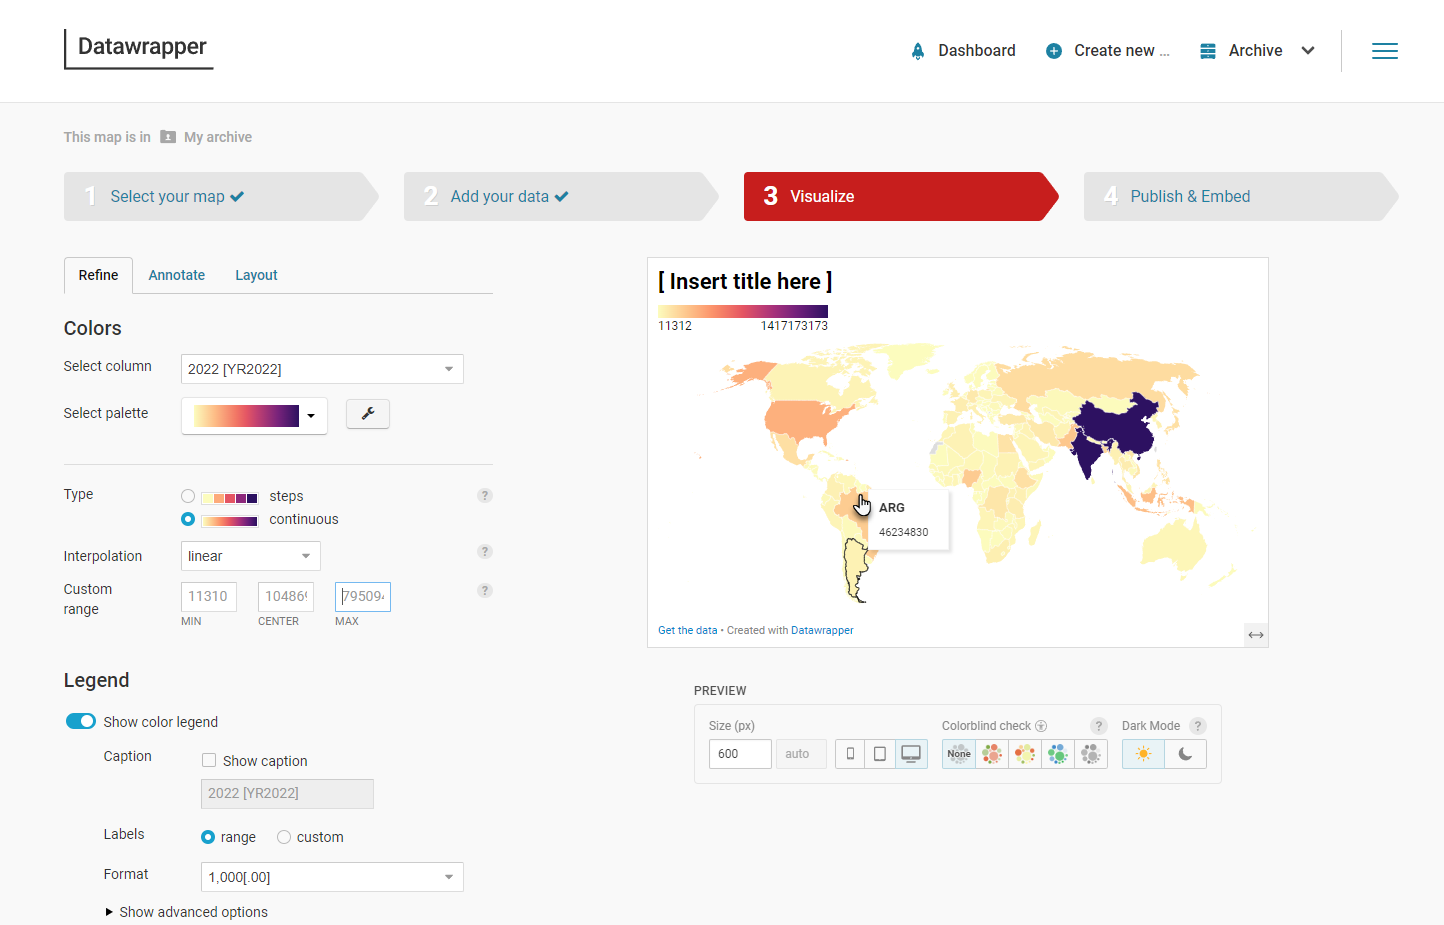 Datawrapper
Dashboard
Create new ...
Archive
This map is in My archive
1 Select your map
2 Add your data
3 Visualize
4 Publish & Embed
Refine
Annotate
Layout
Colors
Select column
2022 [YR2022]
Select palette
Type
steps
?
continuous
Interpolation
linear
?
Custom
range
11310
10486
79509
?
MIN
CENTER
MAX
Legend
Show color legend
Caption
Show caption
2022 [YR2022]
Labels
range
custom
Format
1,000[.00]
Show advanced options
[ Insert title here ]
11312
1417173173
ARG
46234830
Get the data • Created with Datawrapper
PREVIEW
Size (px)
Colorblind check
?
Dark Mode
?
600
auto
None